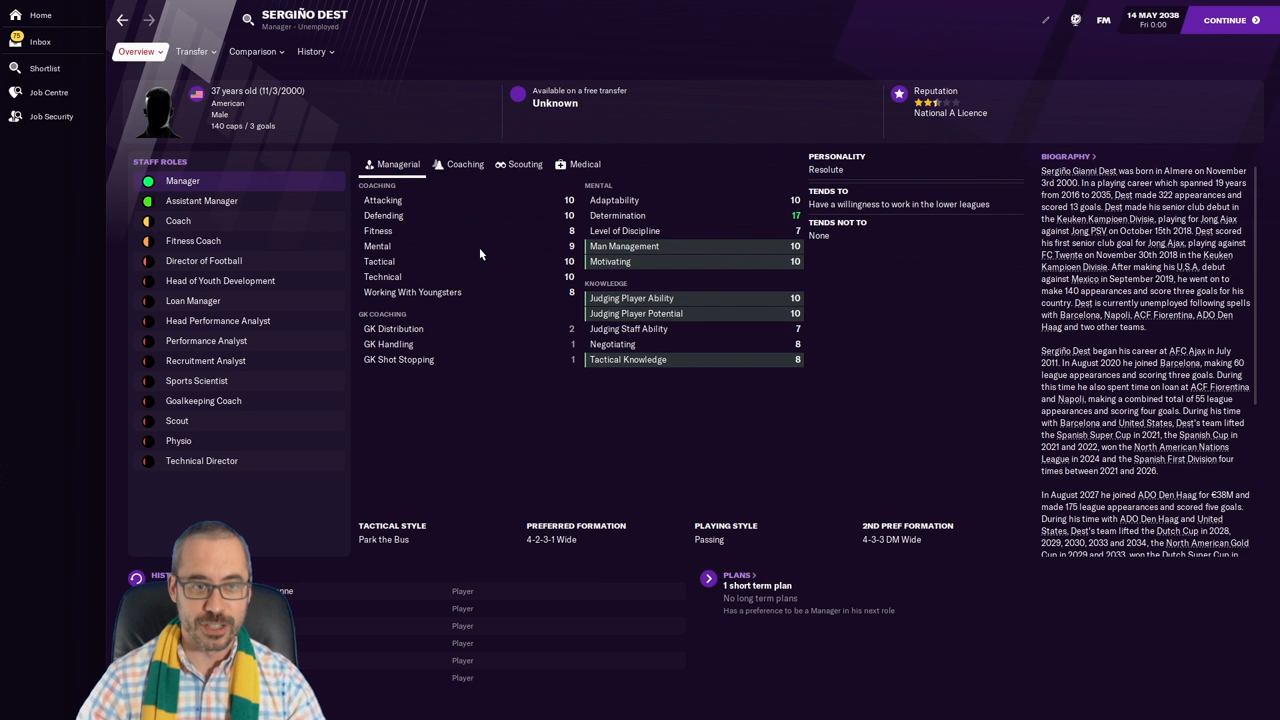 Home
75
Inbox
Shortlist
Job Centre
Job Security
SERGIÑO DEST
Manager - Unemployed
FM
14 MAY 2038
Fri 0:00
CONTINUE
Overview
Transfer
Comparison
History
37 years old (11/3/2000)
American
Male
140 caps / 3 goals
Available on a free transfer
Unknown
Reputation
National A Licence
STAFF ROLES
Manager
Assistant Manager
Coach
Fitness Coach
Director of Football
Head of Youth Development
Loan Manager
Head Performance Analyst
Performance Analyst
Recruitment Analyst
Sports Scientist
Goalkeeping Coach
Scout
Physio
Technical Director
Managerial
Coaching
Scouting
Medical
COACHING
Attacking 10
Defending 10
Fitness 8
Mental 9
Tactical 10
Technical 10
Working With Youngsters 8
GK COACHING
GK Distribution 2
GK Handling 1
GK Shot Stopping 1
MENTAL
Adaptability 10
Determination 17
Level of Discipline 7
Man Management 10
Motivating 10
KNOWLEDGE
Judging Player Ability 10
Judging Player Potential 10
Judging Staff Ability 7
Negotiating 8
Tactical Knowledge 8
PERSONALITY
Resolute
TENDS TO
Have a willingness to work in the lower leagues
TENDS NOT TO
None
BIOGRAPHY >
Sergiño Gianni Dest was born in Almere on November
3rd 2000. In a playing career which spanned 19 years
from 2016 to 2035, Dest made 322 appearances and
scored 13 goals. Dest made his senior club debut in
the Keuken Kampioen Divisie, playing for Jong Ajax
against Jong PSV on October 15th 2018. Dest scored
his first senior club goal for Jong Ajax, playing against
FC Twente on November 30th 2018 in the Keuken
Kampioen Divisie. After making his U.S.A. debut
against Mexico in September 2019, he went on to
make 140 appearances and score three goals for his
country. Dest is currently unemployed following spells
with Barcelona, Napoli, ACF Fiorentina, ADO Den
Haag and two other teams.
Sergiño Dest began his career at AFC Ajax in July
2011. In August 2020 he joined Barcelona, making 60
league appearances and scoring three goals. During
this time he also spent time on loan at ACF Fiorentina
and Napoli, making a combined total of 55 league
appearances and scoring four goals. During his time
with Barcelona and United States, Dest's team lifted
the Spanish Super Cup in 2021, the Spanish Cup in
2021 and 2022, won the North American Nations
League in 2024 and the Spanish First Division four
times between 2021 and 2026.
In August 2027 he joined ADO Den Haag for €38M and
made 175 league appearances and scored five goals.
During his time with ADO Den Haag and United
States, Dest's team lifted the Dutch Cup in 2028,
2029, 2030, 2033 and 2034, the North American Gold
Cup in 2029 and 2033, won the Dutch Super Cup in
TACTICAL STYLE
Park the Bus
PREFERRED FORMATION
4-2-3-1 Wide
PLAYING STYLE
Passing
2ND PREF FORMATION
4-3-3 DM Wide
Player
Player
Player
Player
Player
Player
PLANS >
1 short term plan
No long term plans
Has a preference to be a Manager in his next role